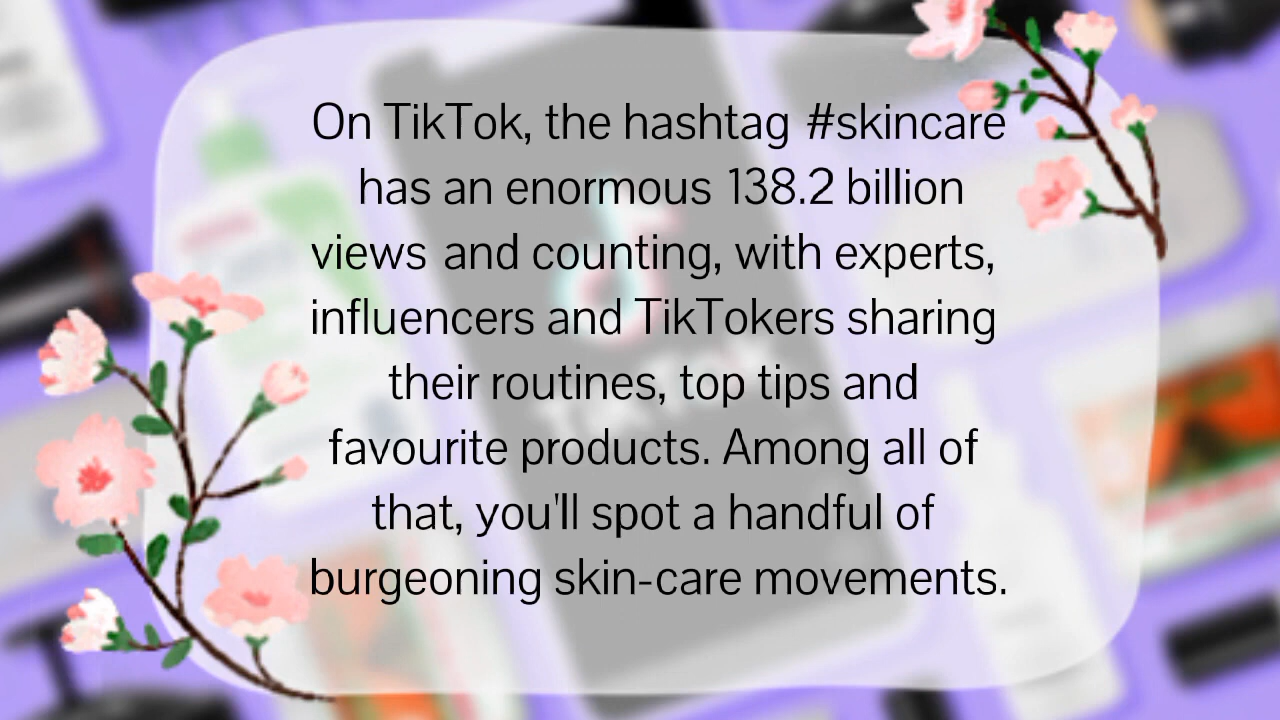 On TikTok, the hashtag #skincare
has an enormous 138.2 billion
views and counting, with experts,
influencers and TikTokers sharing
their routines, top tips and
favourite products. Among all of
that, you'll spot a handful of
burgeoning skin-care movements.